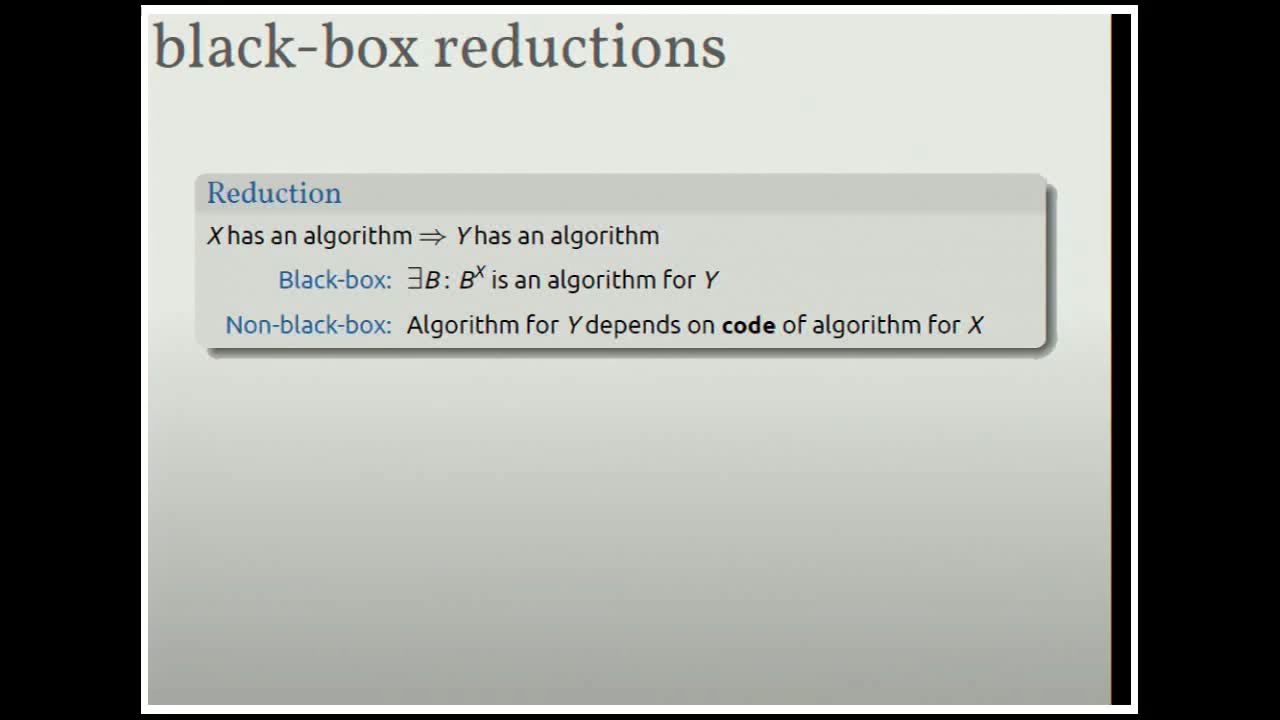 black-box reductions
Reduction
X has an algorithm ⇒ Y has an algorithm
Black-box: ∃B: B^X is an algorithm for Y
Non-black-box: Algorithm for Y depends on code of algorithm for X